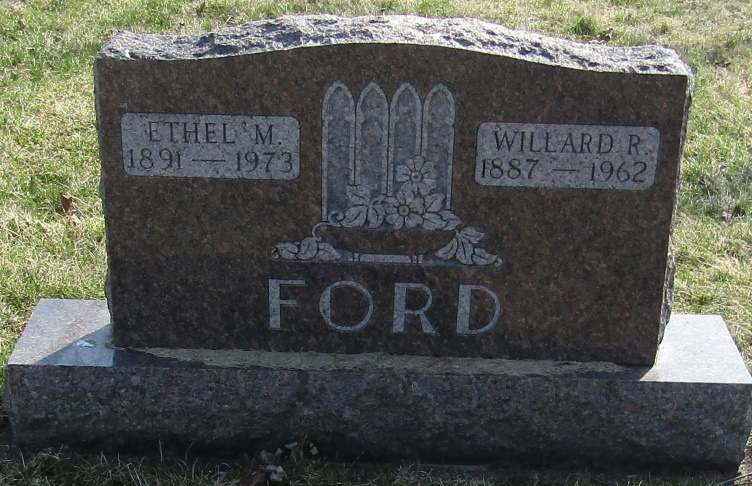 ETHEL M.
1891 — 1973
WILLARD R.
1887 — 1962
FORD